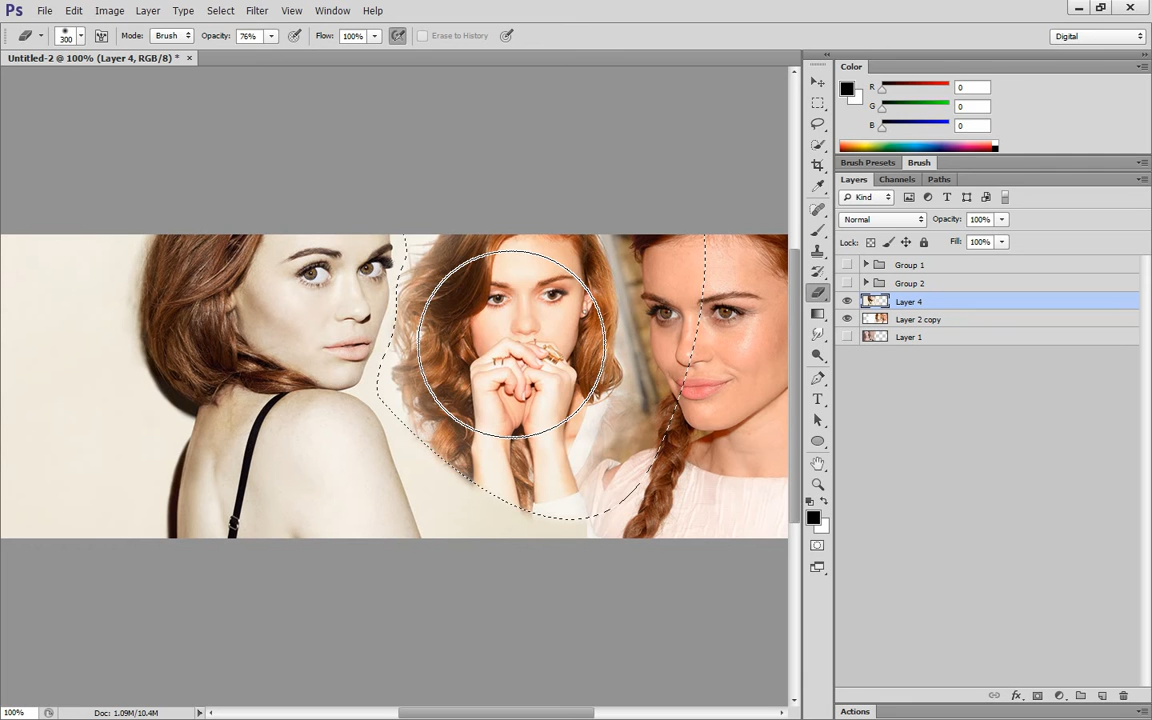 Ps File Edit Image Layer Type Select Filter View Window Help
300 Mode: Brush Opacity: 76% Flow: 100% Erase to History Digital
Untitled-2 @ 100% (Layer 4, RGB/8) * ×
Color
R 0
G 0
B 0
Brush Presets Brush
Layers Channels Paths
Kind
Normal Opacity: 100%
Lock: Fill: 100%
Group 1
Group 2
Layer 4
Layer 2 copy
Layer 1
fx
100% Doc: 1.09M/10.4M
Actions